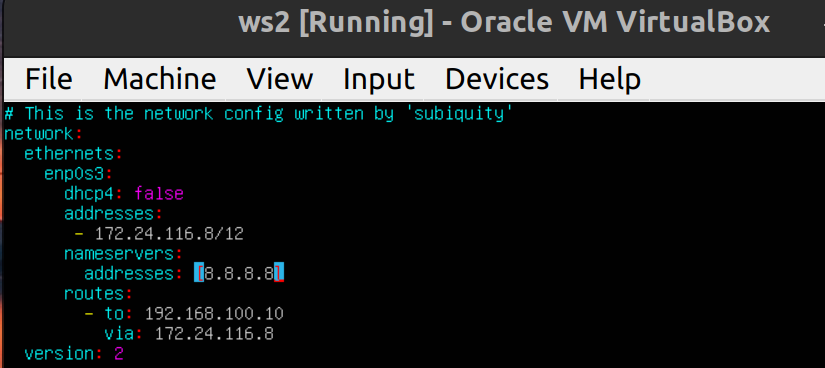 ws2 [Running] - Oracle VM VirtualBox
File Machine View Input Devices Help
# This is the network config written by 'subiquity'
network:
  ethernets:
    enp0s3:
      dhcp4: false
      addresses:
       - 172.24.116.8/12
      nameservers:
        addresses: [8.8.8.8]
      routes:
        - to: 192.168.100.10
          via: 172.24.116.8
  version: 2